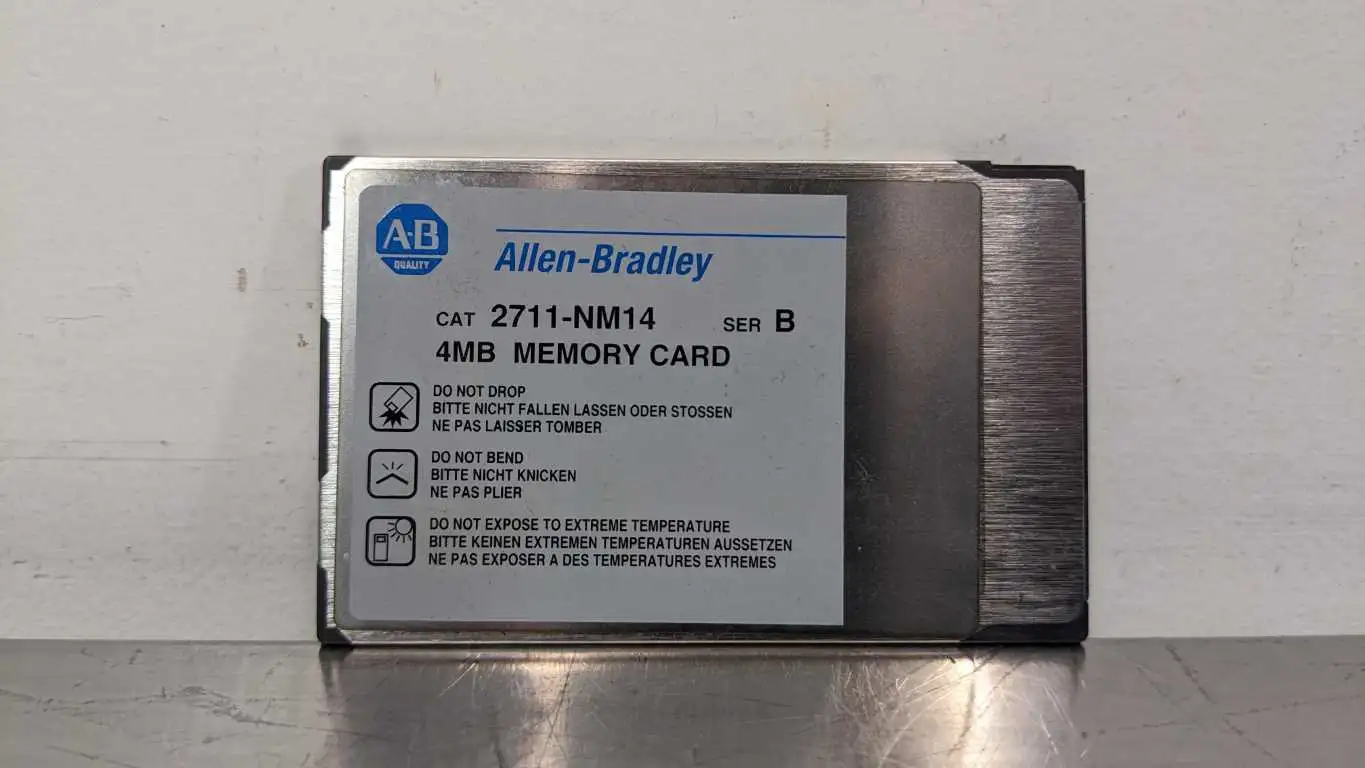 A-B
QUALITY
Allen-Bradley
CAT 2711-NM14 SER B
4MB MEMORY CARD
DO NOT DROP
BITTE NICHT FALLEN LASSEN ODER STOSSEN
NE PAS LAISSER TOMBER
DO NOT BEND
BITTE NICHT KNICKEN
NE PAS PLIER
DO NOT EXPOSE TO EXTREME TEMPERATURE
BITTE KEINEN EXTREMEN TEMPERATUREN AUSSETZEN
NE PAS EXPOSER A DES TEMPERATURES EXTREMES